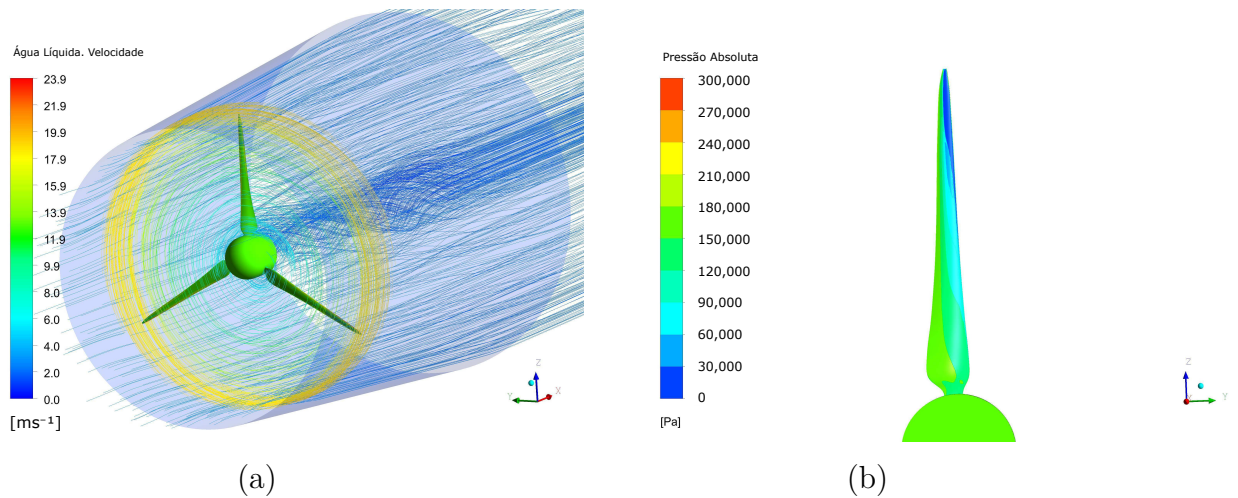 Água Líquida. Velocidade
23.9
21.9
19.9
17.9
15.9
13.9
11.9
9.9
8.0
6.0
4.0
2.0
0.0
[ms⁻¹]
Z
Y
X
(a)
Pressão Absoluta
300,000
270,000
240,000
210,000
180,000
150,000
120,000
90,000
60,000
30,000
0
[Pa]
Z
Y
(b)